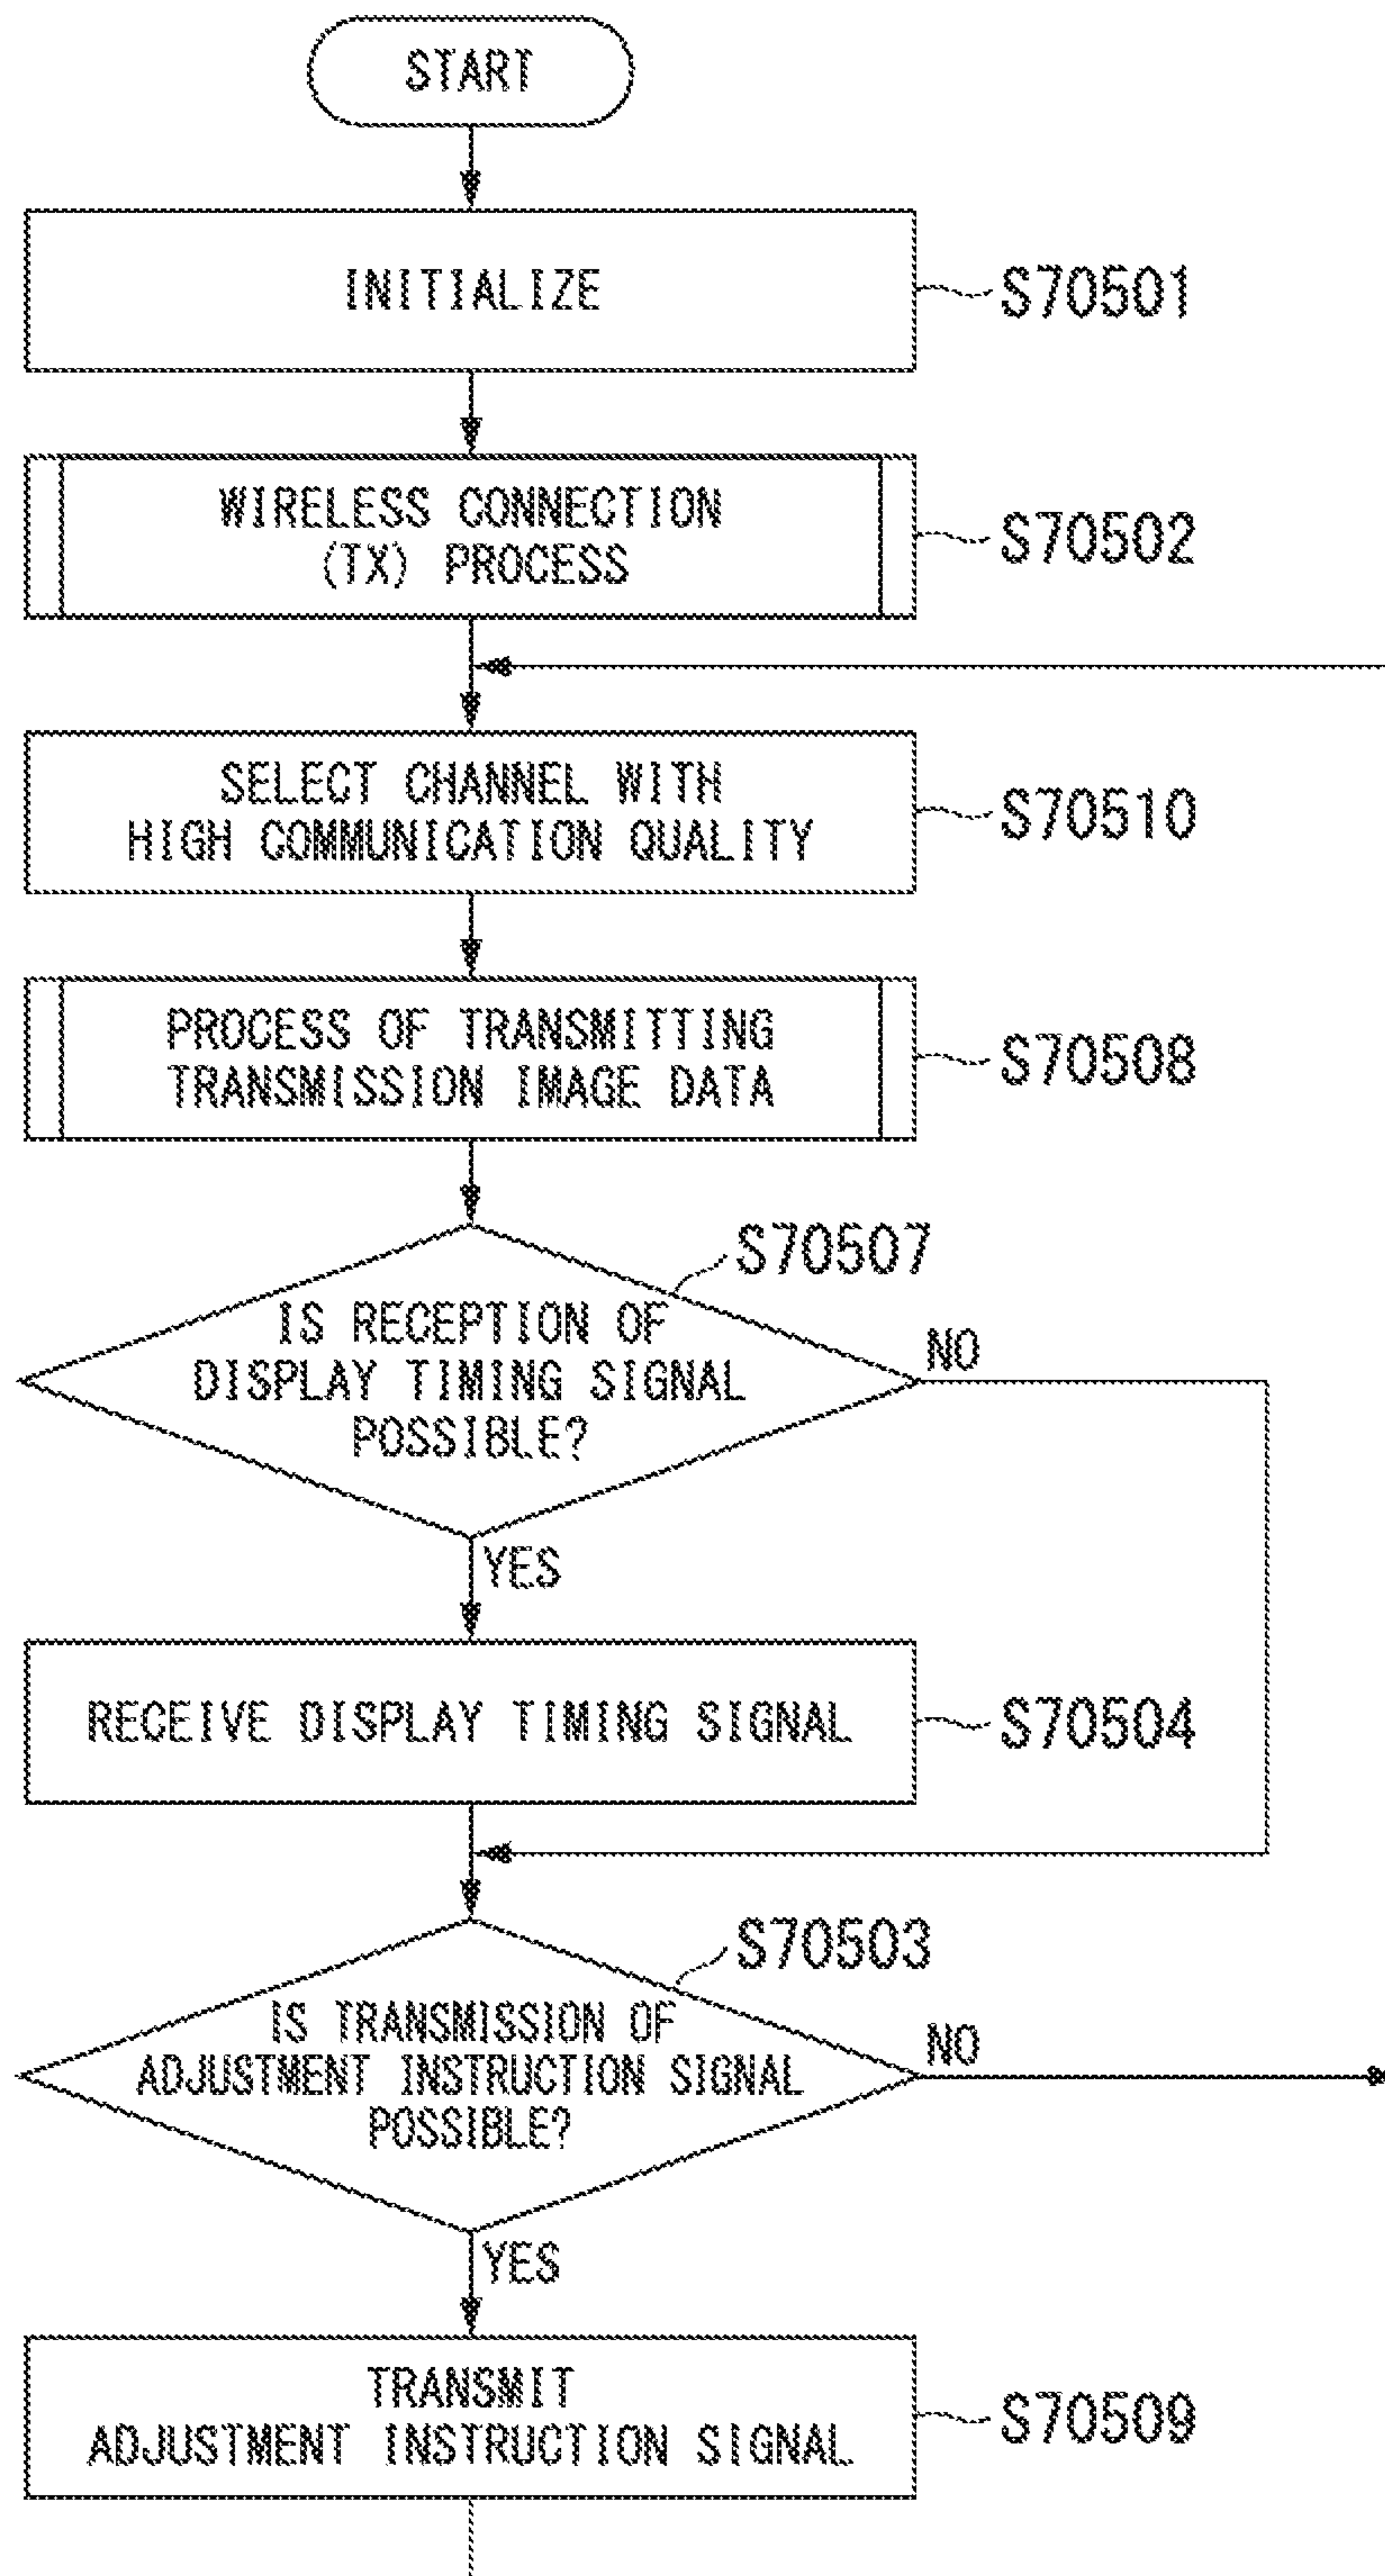 START
INITIALIZE
S70501
WIRELESS CONNECTION
(TX) PROCESS
S70502
SELECT CHANNEL WITH
HIGH COMMUNICATION QUALITY
S70510
PROCESS OF TRANSMITTING
TRANSMISSION IMAGE DATA
S70508
S70507
IS RECEPTION OF
DISPLAY TIMING SIGNAL
POSSIBLE?
NO
YES
RECEIVE DISPLAY TIMING SIGNAL
S70504
S70503
IS TRANSMISSION OF
ADJUSTMENT INSTRUCTION SIGNAL
POSSIBLE?
NO
YES
TRANSMIT
ADJUSTMENT INSTRUCTION SIGNAL
S70509